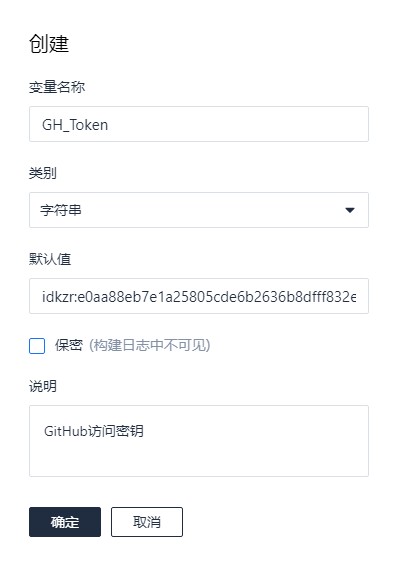 创建
变量名称
GH_Token
类别
字符串
默认值
idkzr:e0aa88eb7e1a25805cde6b2636b8dfff832e
保密 (构建日志中不可见)
说明
GitHub访问密钥
确定 取消